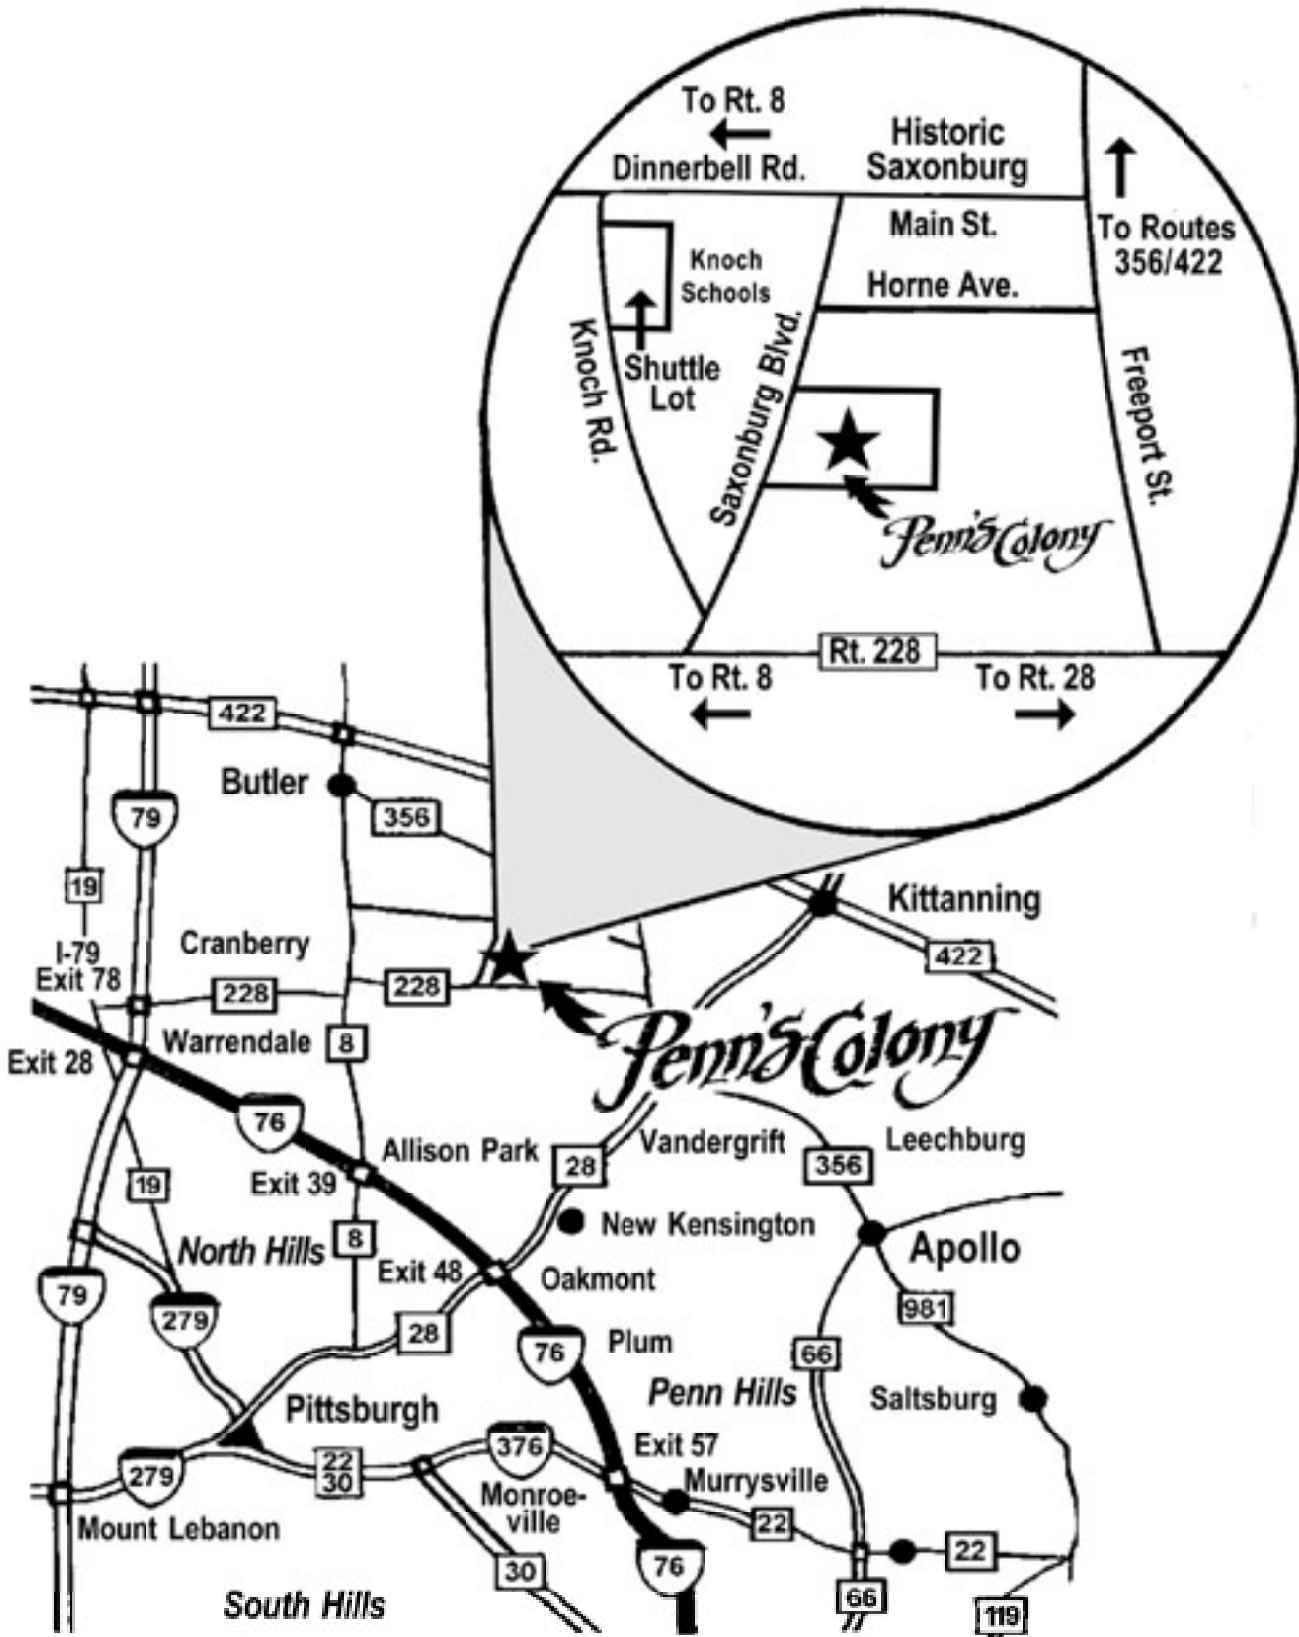 To Rt. 8
Historic
Saxonburg
Dinnerbell Rd.
Main St.
To Routes
356/422
Knoch
Schools
Horne Ave.
Shuttle
Lot
Knoch Rd.
Saxonburg Blvd.
Freeport St.
Penn's Colony
Rt. 228
To Rt. 8
To Rt. 28
422
Butler
79
356
19
Kittanning
I-79
Exit 78
Cranberry
422
228
228
Penn's Colony
Exit 28
Warrendale
8
76
Allison Park
28
Vandergrift
356
Leechburg
19
Exit 39
New Kensington
North Hills
8
Apollo
Exit 48
Oakmont
79
279
28
981
76
Plum
66
Penn Hills
Saltsburg
Pittsburgh
376
Exit 57
279
22
30
Monroe-
ville
Murrysville
22
Mount Lebanon
22
30
76
66
119
South Hills